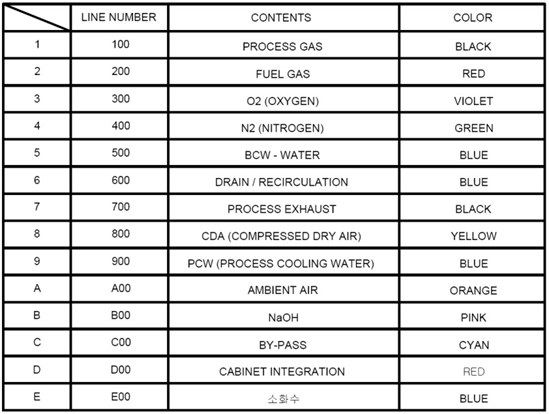 LINE NUMBER CONTENTS COLOR
1 100 PROCESS GAS BLACK
2 200 FUEL GAS RED
3 300 O2 (OXYGEN) VIOLET
4 400 N2 (NITROGEN) GREEN
5 500 BCW - WATER BLUE
6 600 DRAIN / RECIRCULATION BLUE
7 700 PROCESS EXHAUST BLACK
8 800 CDA (COMPRESSED DRY AIR) YELLOW
9 900 PCW (PROCESS COOLING WATER) BLUE
A A00 AMBIENT AIR ORANGE
B B00 NaOH PINK
C C00 BY-PASS CYAN
D D00 CABINET INTEGRATION RED
E E00 소화수 BLUE